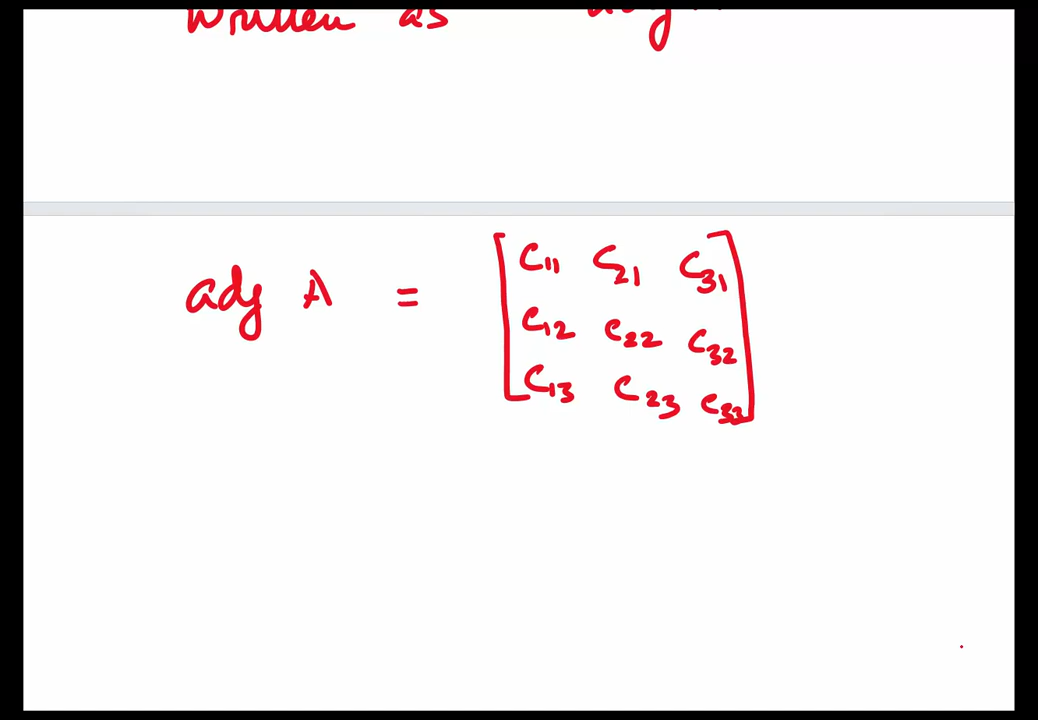 written as
adj A = [ C11 C21 C31
C12 C22 C32
C13 C23 C33 ]